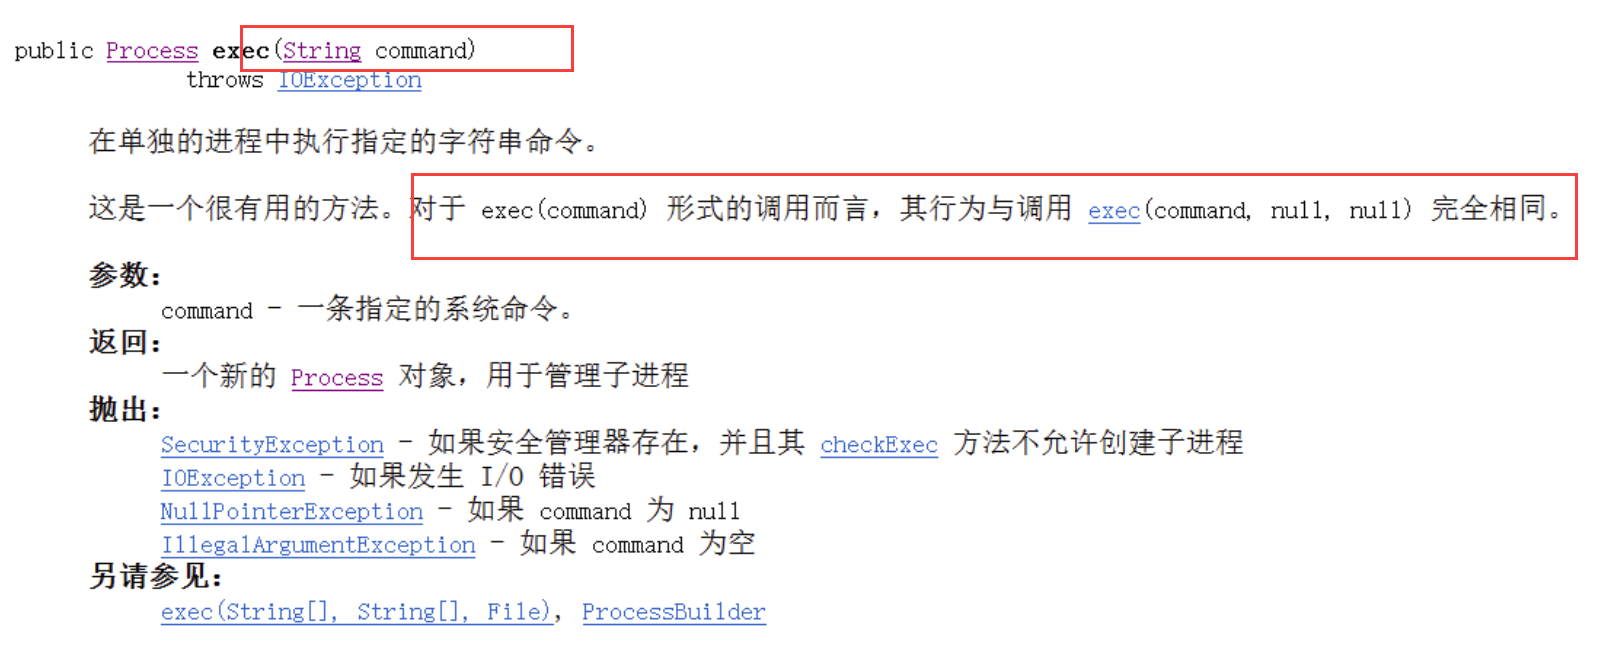 public Process exec(String command)
throws IOException
在单独的进程中执行指定的字符串命令。
这是一个很有用的方法。对于 exec(command) 形式的调用而言，其行为与调用 exec(command, null, null) 完全相同。
参数：
command - 一条指定的系统命令。
返回：
一个新的 Process 对象，用于管理子进程
抛出：
SecurityException - 如果安全管理器存在，并且其 checkExec 方法不允许创建子进程
IOException - 如果发生 I/O 错误
NullPointerException - 如果 command 为 null
IllegalArgumentException - 如果 command 为空
另请参见：
exec(String[], String[], File), ProcessBuilder